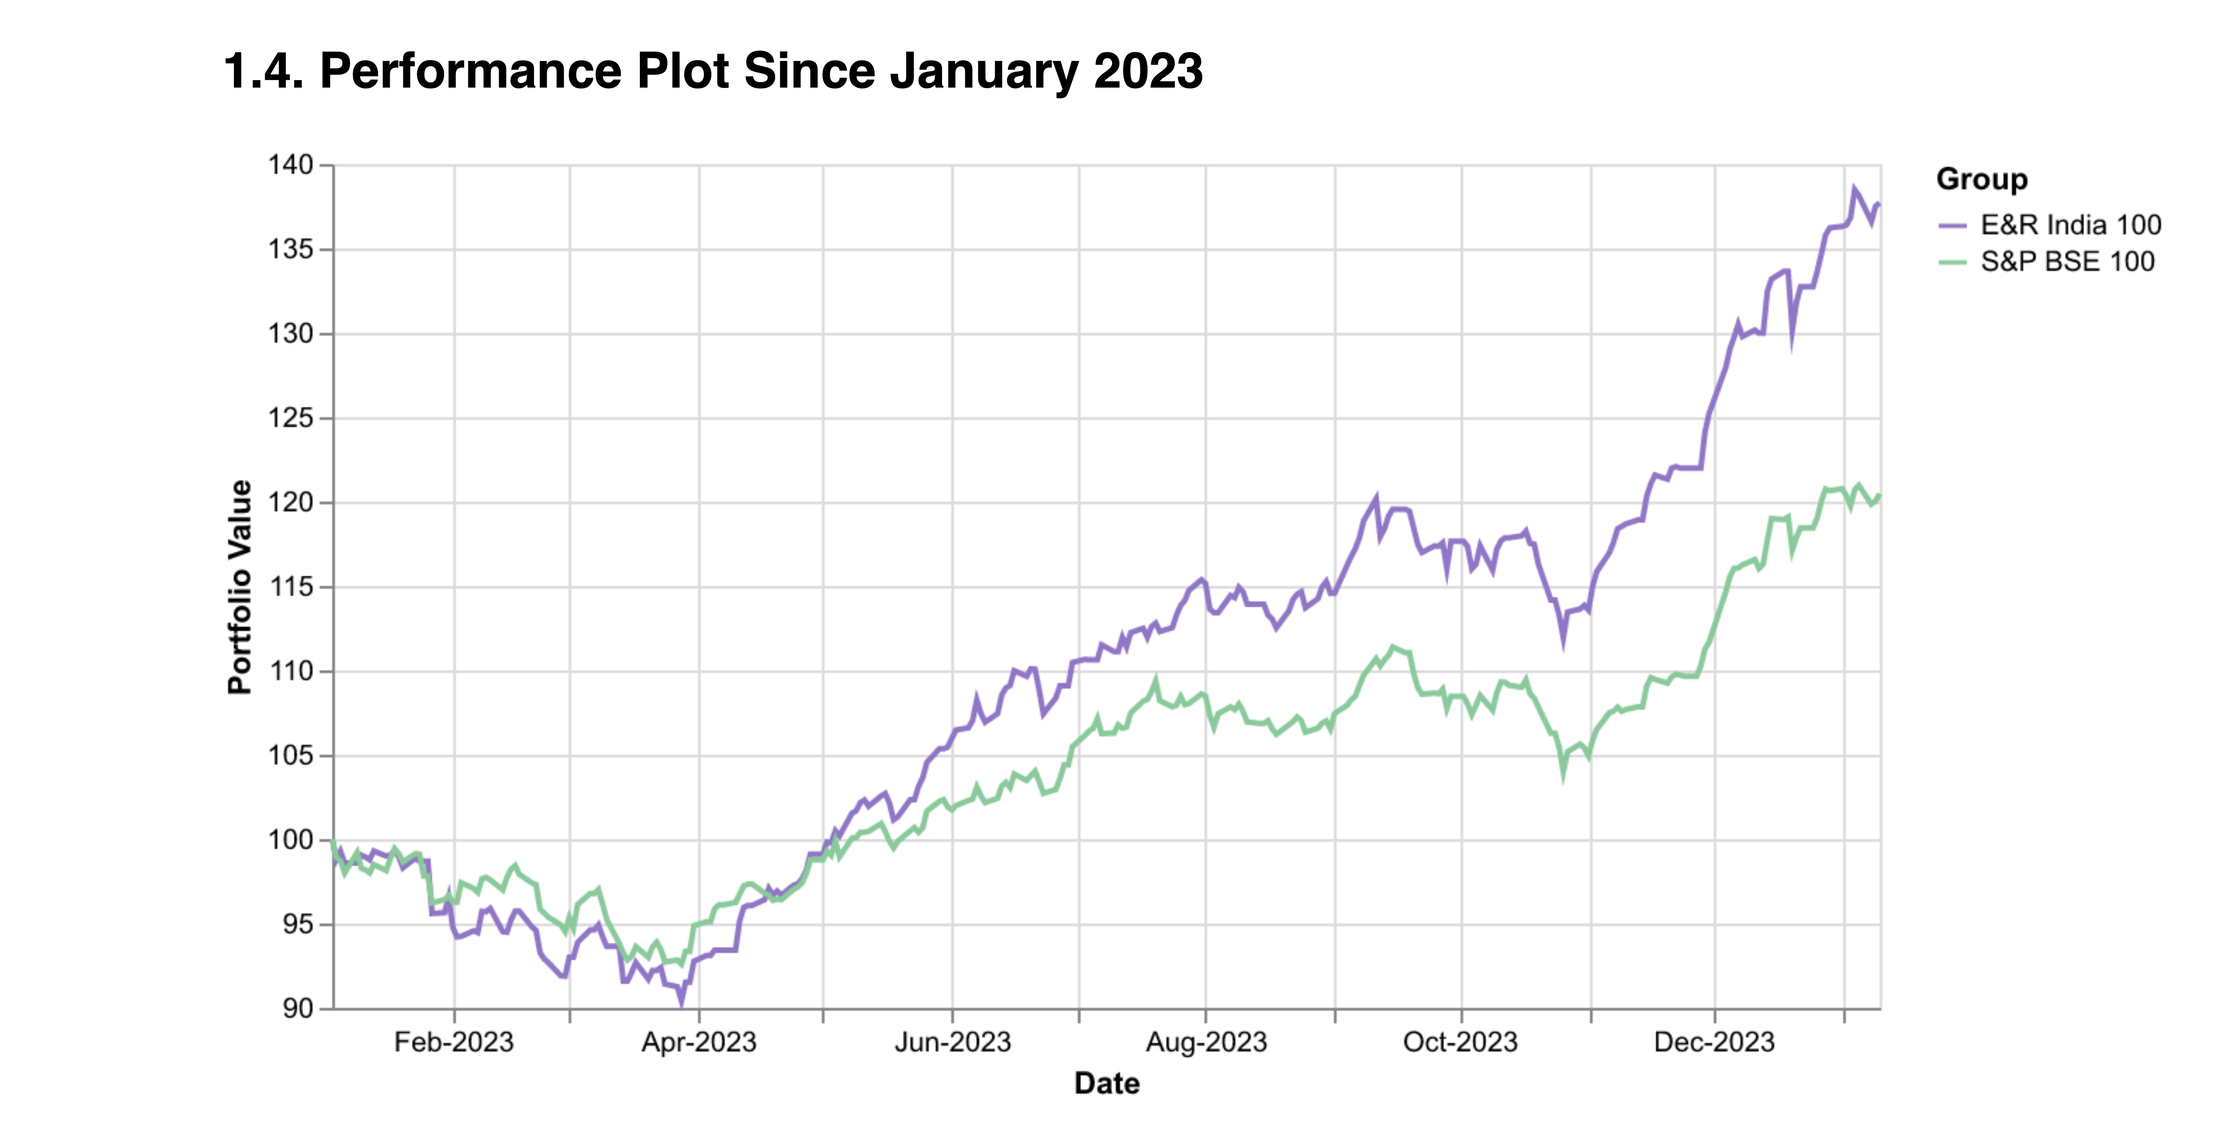 1.4. Performance Plot Since January 2023
140
135
130
125
120
115
110
105
100
95
90
Portfolio Value
Feb-2023 Apr-2023 Jun-2023 Aug-2023 Oct-2023 Dec-2023
Date
Group
E&R India 100
S&P BSE 100